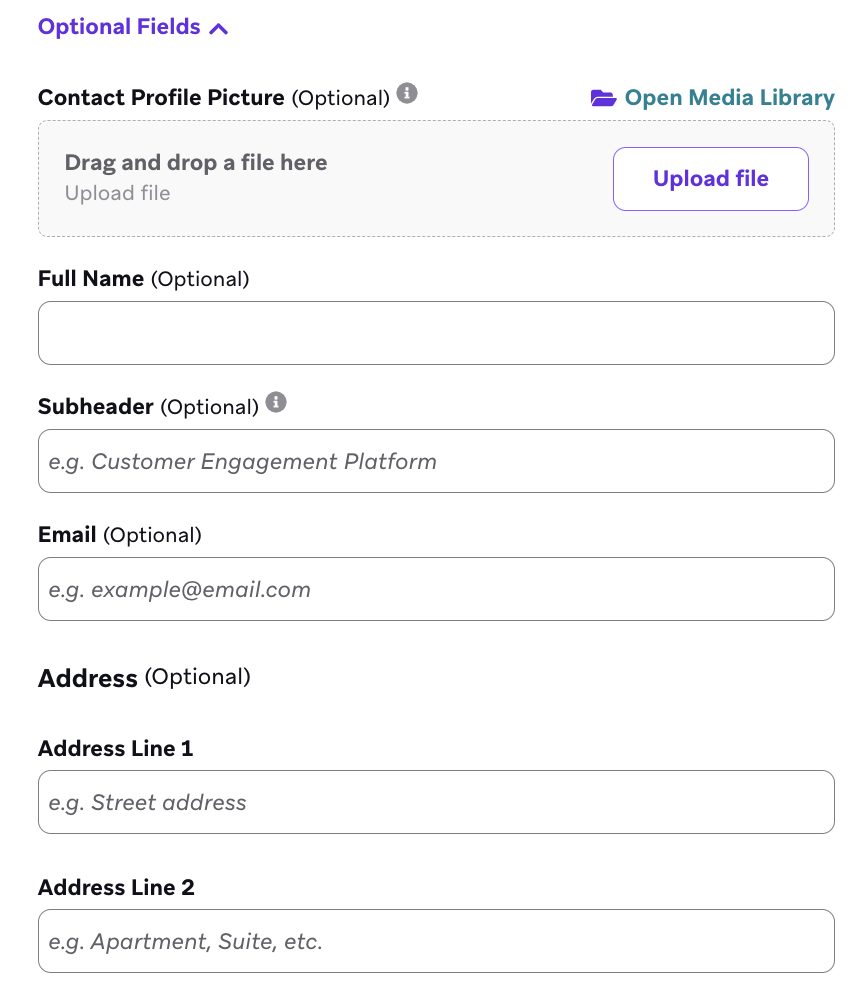 Optional Fields
Contact Profile Picture (Optional)
Open Media Library
Drag and drop a file here
Upload file
Upload file
Full Name (Optional)
Subheader (Optional)
e.g. Customer Engagement Platform
Email (Optional)
e.g. example@email.com
Address (Optional)
Address Line 1
e.g. Street address
Address Line 2
e.g. Apartment, Suite, etc.